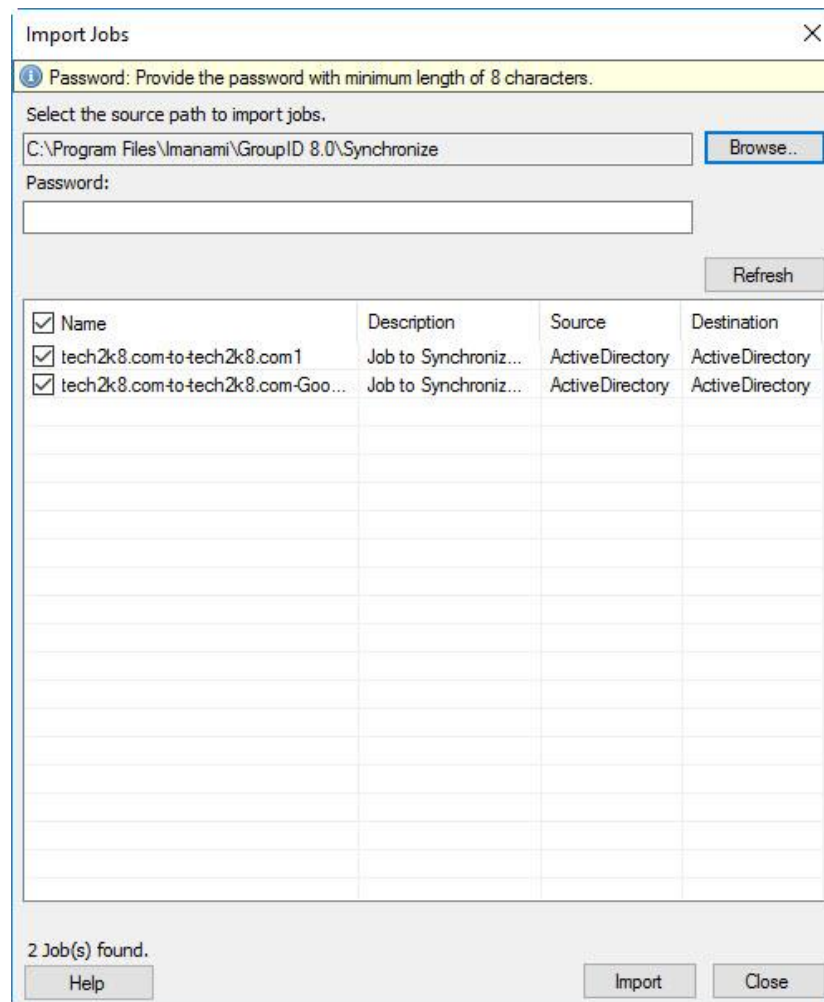 Import Jobs
Password: Provide the password with minimum length of 8 characters.
Select the source path to import jobs.
C:\Program Files\Imanami\GroupID 8.0\Synchronize Browse..
Password:
Refresh
Name Description Source Destination
tech2k8.com-to-tech2k8.com1 Job to Synchroniz... ActiveDirectory ActiveDirectory
tech2k8.com-to-tech2k8.com-Goo... Job to Synchroniz... ActiveDirectory ActiveDirectory
2 Job(s) found.
Help Import Close